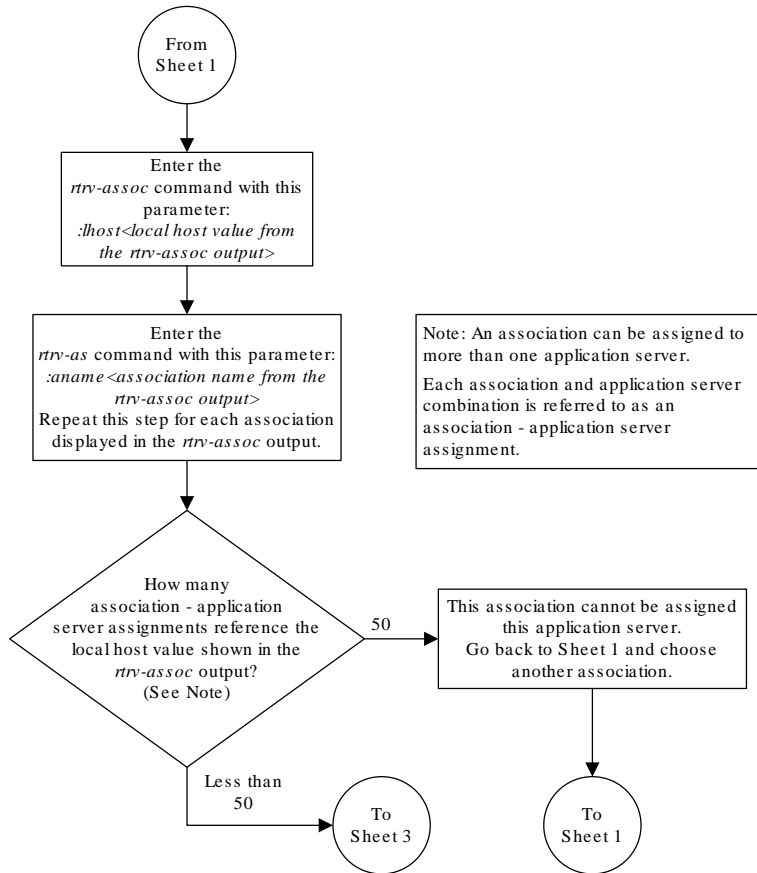 From
Sheet 1
Enter the
rtrv-assoc command with this
parameter:
:lhost<local host value from
the rtrv-assoc output>
Enter the
rtrv-as command with this parameter:
:aname<association name from the
rtrv-assoc output>
Repeat this step for each association
displayed in the rtrv-assoc output.
Note: An association can be assigned to
more than one application server.
Each association and application server
combination is referred to as an
association - application server
assignment.
How many
association - application
server assignments reference the
local host value shown in the
rtrv-assoc output?
(See Note)
50
This association cannot be assigned
this application server.
Go back to Sheet 1 and choose
another association.
Less than
50
To
Sheet 3
To
Sheet 1